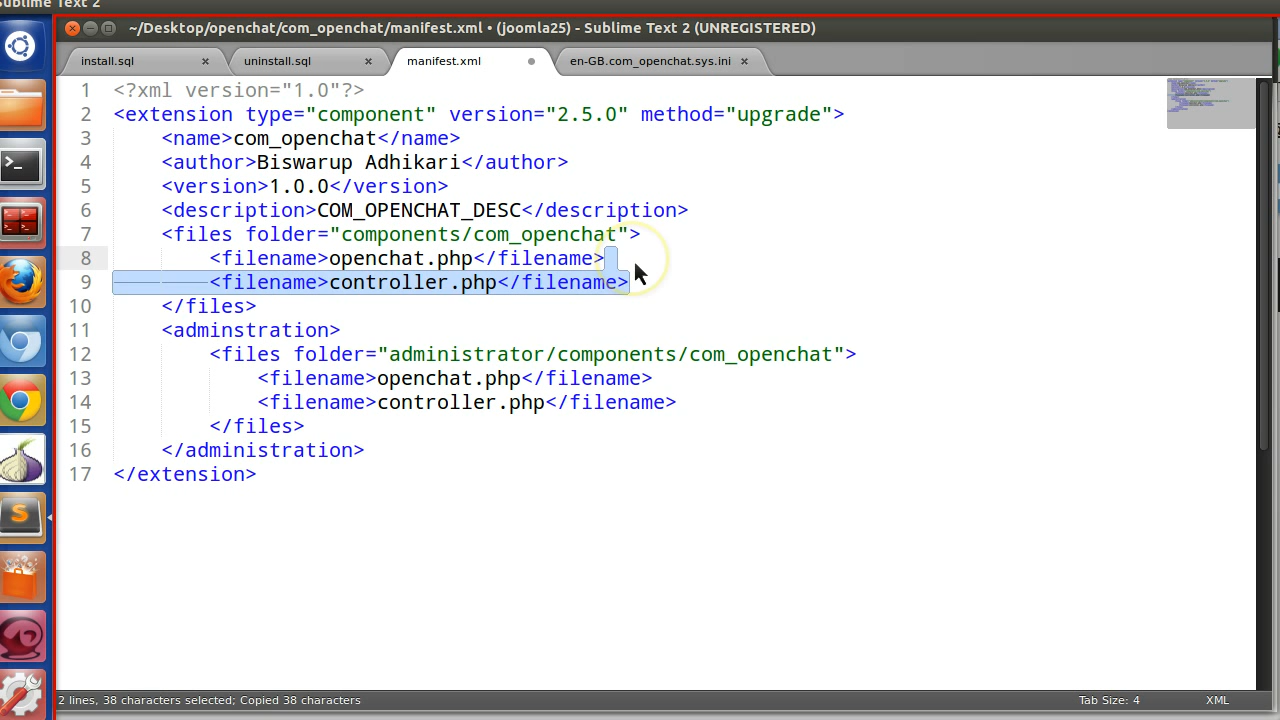 Sublime Text 2
~/Desktop/openchat/com_openchat/manifest.xml • (joomla25) - Sublime Text 2 (UNREGISTERED)
install.sql × uninstall.sql × manifest.xml en-GB.com_openchat.sys.ini ×
1 <?xml version="1.0"?>
2 <extension type="component" version="2.5.0" method="upgrade">
3 <name>com_openchat</name>
4 <author>Biswarup Adhikari</author>
5 <version>1.0.0</version>
6 <description>COM_OPENCHAT_DESC</description>
7 <files folder="components/com_openchat">
8 <filename>openchat.php</filename>
9 <filename>controller.php</filename>
10 </files>
11 <adminstration>
12 <files folder="administrator/components/com_openchat">
13 <filename>openchat.php</filename>
14 <filename>controller.php</filename>
15 </files>
16 </administration>
17 </extension>
2 lines, 38 characters selected; Copied 38 characters Tab Size: 4 XML